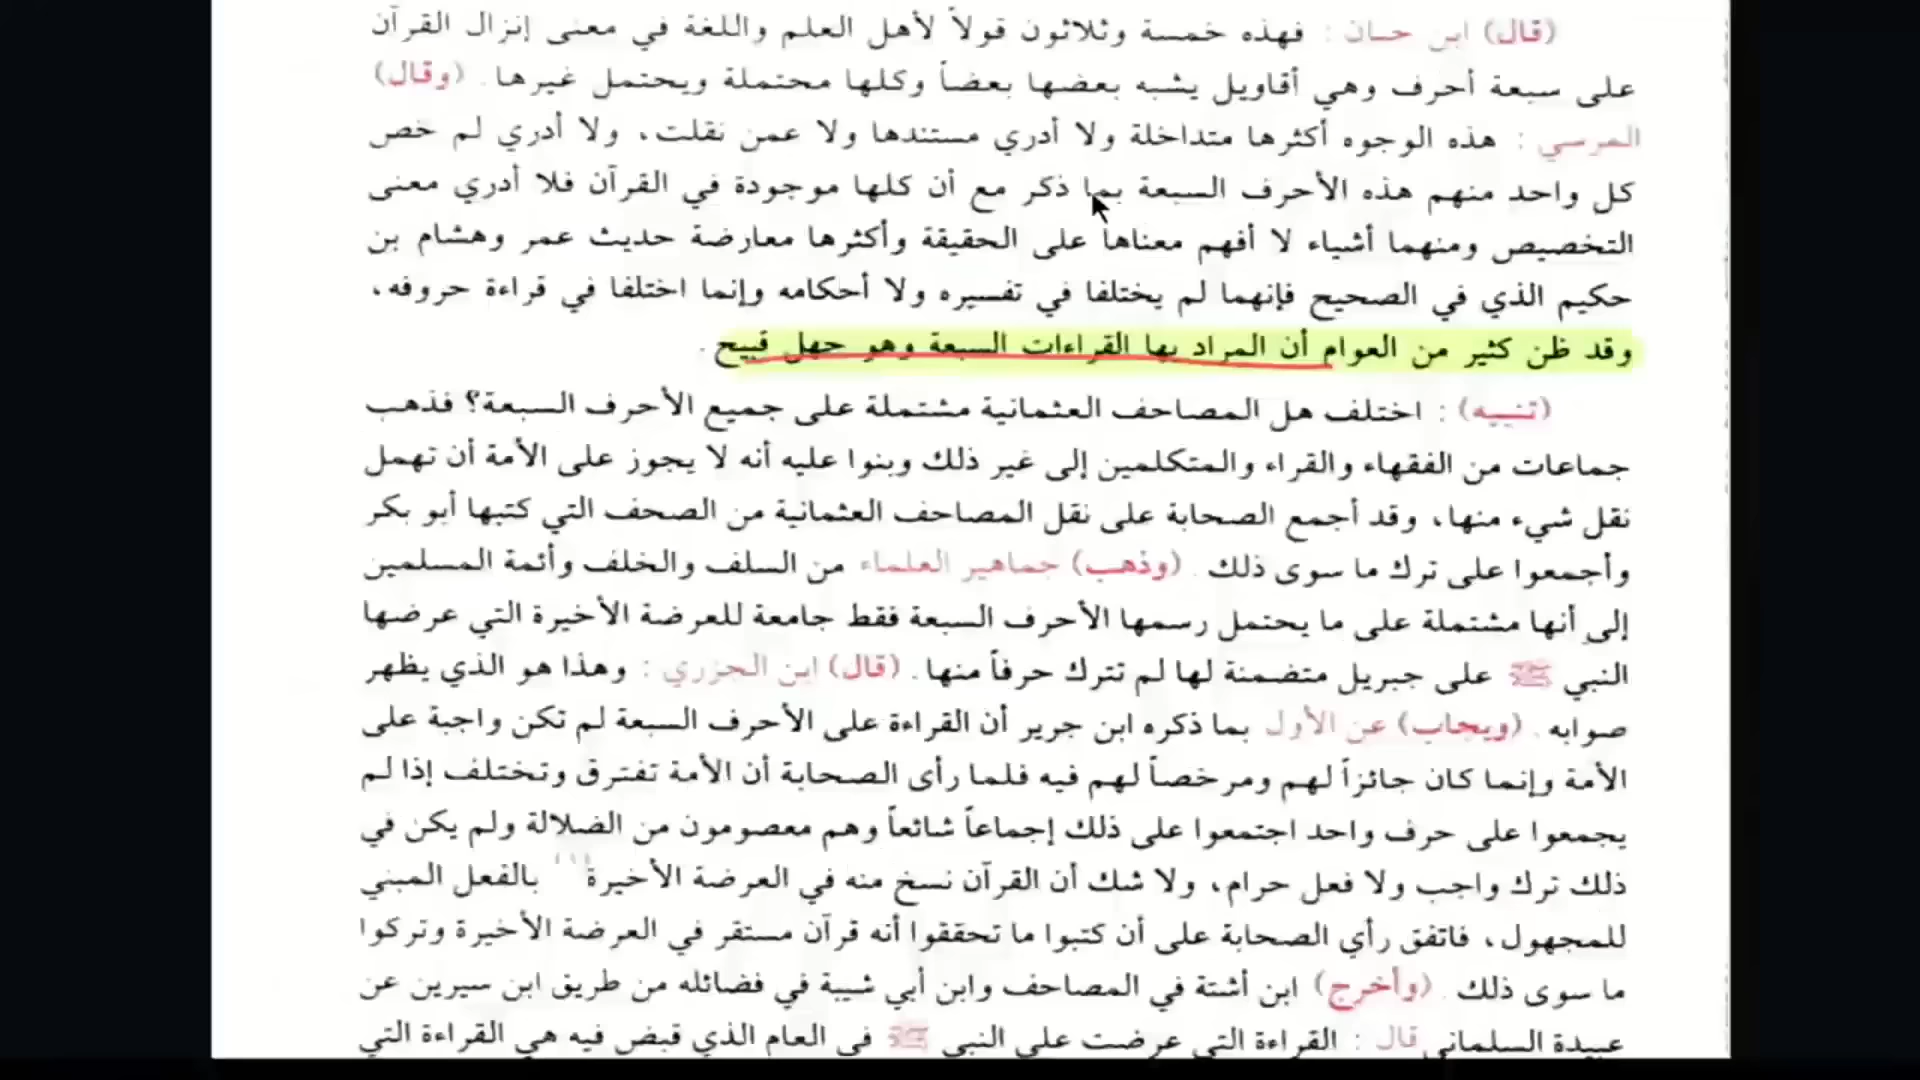 (قال) ابن حسان : فهذه خمسة وثلاثون قولاً لأهل العلم واللغة في معنى إنزال القرآن
على سبعة أحرف وهي أقاويل يشبه بعضها بعضاً وكلها محتملة ويحتمل غيرها. (وقال)
المرسي : هذه الوجوه أكثرها متداخلة ولا أدري مستندها ولا عمن نقلت، ولا أدري لم خص
كل واحد منهم هذه الأحرف السبعة بما ذكر مع أن كلها موجودة في القرآن فلا أدري معنى
التخصيص ومنهما أشياء لا أفهم معناها على الحقيقة وأكثرها معارضة حديث عمر وهشام بن
حكيم الذي في الصحيح فإنهما لم يختلفا في تفسيره ولا أحكامه وإنما اختلفا في قراءة حروفه،
وقد ظن كثير من العوام أن المراد بها القراءات السبعة وهو جهل قبيح.
(تنبيه) : اختلف هل المصاحف العثمانية مشتملة على جميع الأحرف السبعة؟ فذهب
جماعات من الفقهاء والقراء والمتكلمين إلى غير ذلك وبنوا عليه أنه لا يجوز على الأمة أن تهمل
نقل شيء منها، وقد أجمع الصحابة على نقل المصاحف العثمانية من الصحف التي كتبها أبو بكر
وأجمعوا على ترك ما سوى ذلك. (وذهب) جماهير العلماء من السلف والخلف وأئمة المسلمين
إلى أنها مشتملة على ما يحتمل رسمها الأحرف السبعة فقط جامعة للعرضة الأخيرة التي عرضها
النبي ﷺ على جبريل متضمنة لها لم تترك حرفاً منها. (قال) ابن الجزري : وهذا هو الذي يظهر
صوابه. (ويجاب) عن الأول بما ذكره ابن جرير أن القراءة على الأحرف السبعة لم تكن واجبة على
الأمة وإنما كان جائزاً لهم ومرخصاً لهم فيه فلما رأى الصحابة أن الأمة تفترق وتختلف إذا لم
يجمعوا على حرف واحد اجتمعوا على ذلك إجماعاً شائعاً وهم معصومون من الضلالة ولم يكن في
ذلك ترك واجب ولا فعل حرام، ولا شك أن القرآن نسخ منه في العرضة الأخيرة(١) بالفعل المبني
للمجهول، فاتفق رأي الصحابة على أن كتبوا ما تحققوا أنه قرآن مستقر في العرضة الأخيرة وتركوا
ما سوى ذلك. (وأخرج) ابن أشتة في المصاحف وابن أبي شيبة في فضائله من طريق ابن سيرين عن
عبيدة السلماني قال : القراءة التي عرضت على النبي ﷺ في العام الذي قبض فيه هي القراءة التي